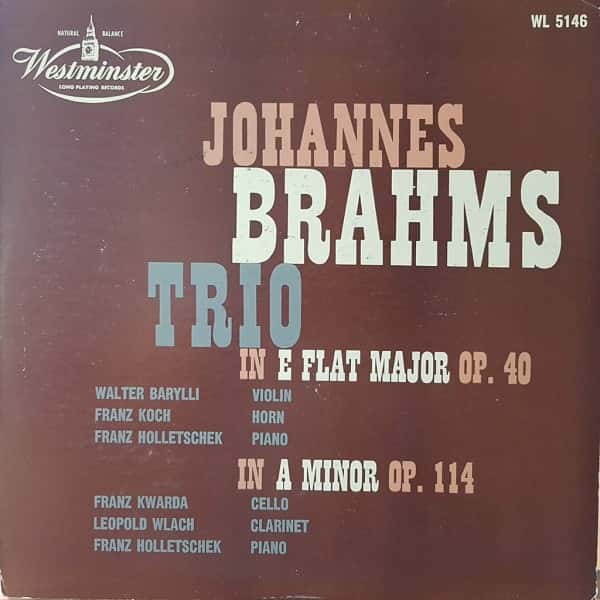 WL 5146
NATURAL BALANCE
Westminster
LONG PLAYING RECORDS
JOHANNES
BRAHMS
TRIO
IN E FLAT MAJOR OP. 40
WALTER BARYLLI VIOLIN
FRANZ KOCH HORN
FRANZ HOLLETSCHEK PIANO
IN A MINOR OP. 114
FRANZ KWARDA CELLO
LEOPOLD WLACH CLARINET
FRANZ HOLLETSCHEK PIANO